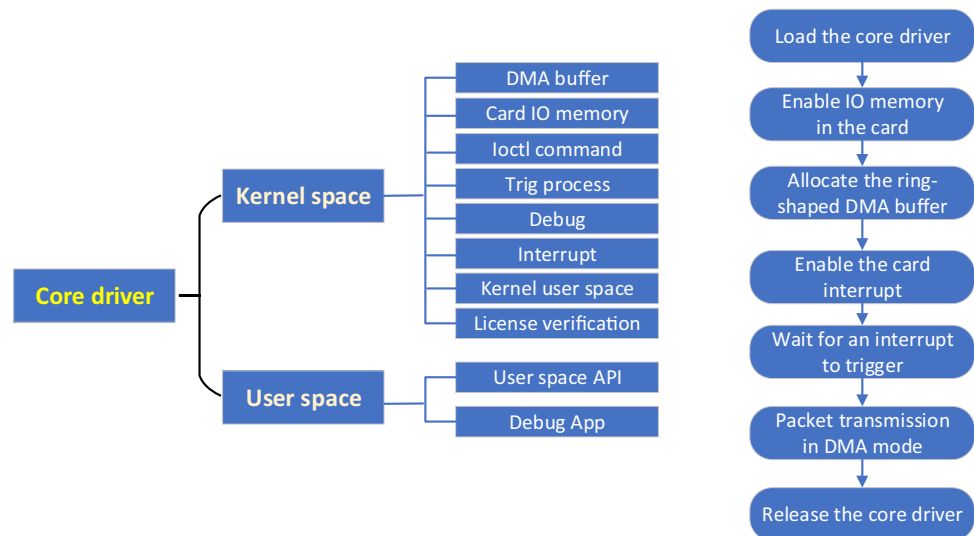 Core driver
Kernel space
DMA buffer
Card IO memory
Ioctl command
Trig process
Debug
Interrupt
Kernel user space
License verification
User space
User space API
Debug App
Load the core driver
Enable IO memory
in the card
Allocate the ring-
shaped DMA buffer
Enable the card
interrupt
Wait for an interrupt
to trigger
Packet transmission
in DMA mode
Release the core driver